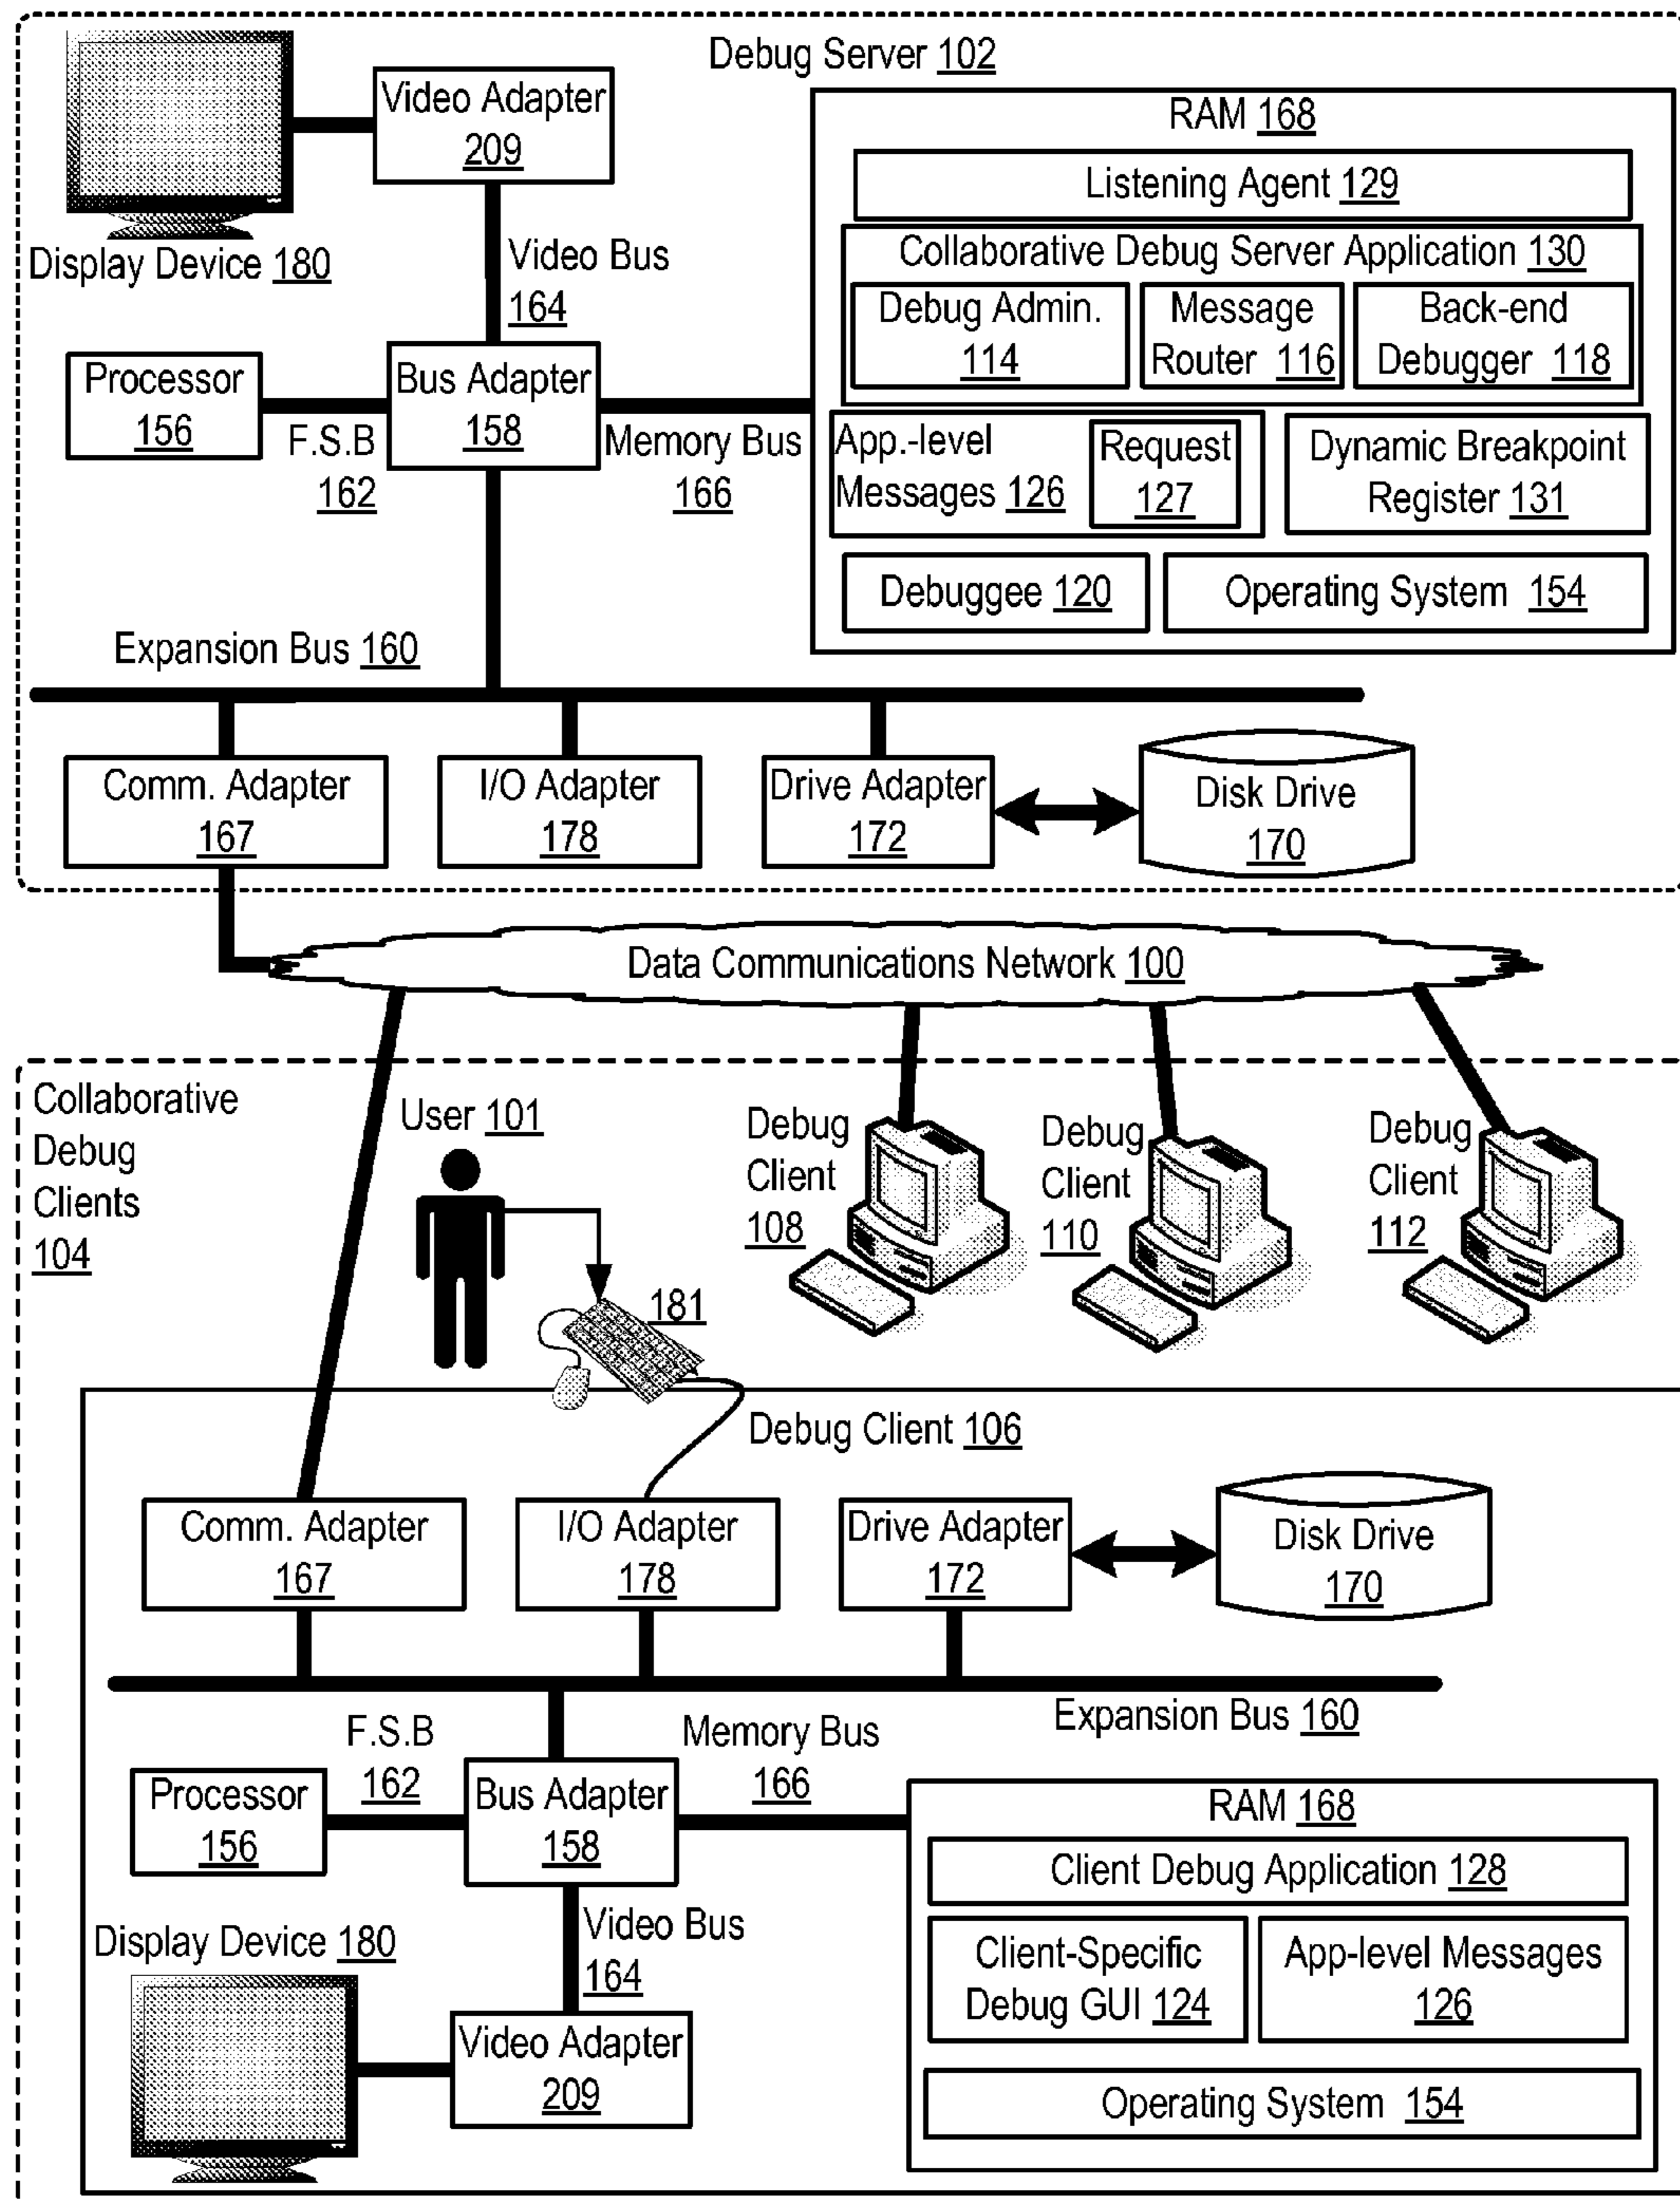 Debug Server 102
Video Adapter
209
Display Device 180
Video Bus
164
Processor
156
F.S.B
162
Bus Adapter
158
Memory Bus
166
RAM 168
Listening Agent 129
Collaborative Debug Server Application 130
Debug Admin.
114
Message
Router 116
Back-end
Debugger 118
App.-level
Messages 126
Request
127
Dynamic Breakpoint
Register 131
Debuggee 120
Operating System 154
Expansion Bus 160
Comm. Adapter
167
I/O Adapter
178
Drive Adapter
172
Disk Drive
170
Data Communications Network 100
Collaborative
Debug
Clients
104
User 101
181
Debug
Client
108
Debug
Client
110
Debug
Client
112
Debug Client 106
Comm. Adapter
167
I/O Adapter
178
Drive Adapter
172
Disk Drive
170
Expansion Bus 160
F.S.B
162
Memory Bus
166
Processor
156
Bus Adapter
158
Video Bus
164
Display Device 180
Video Adapter
209
RAM 168
Client Debug Application 128
Client-Specific
Debug GUI 124
App-level Messages
126
Operating System 154